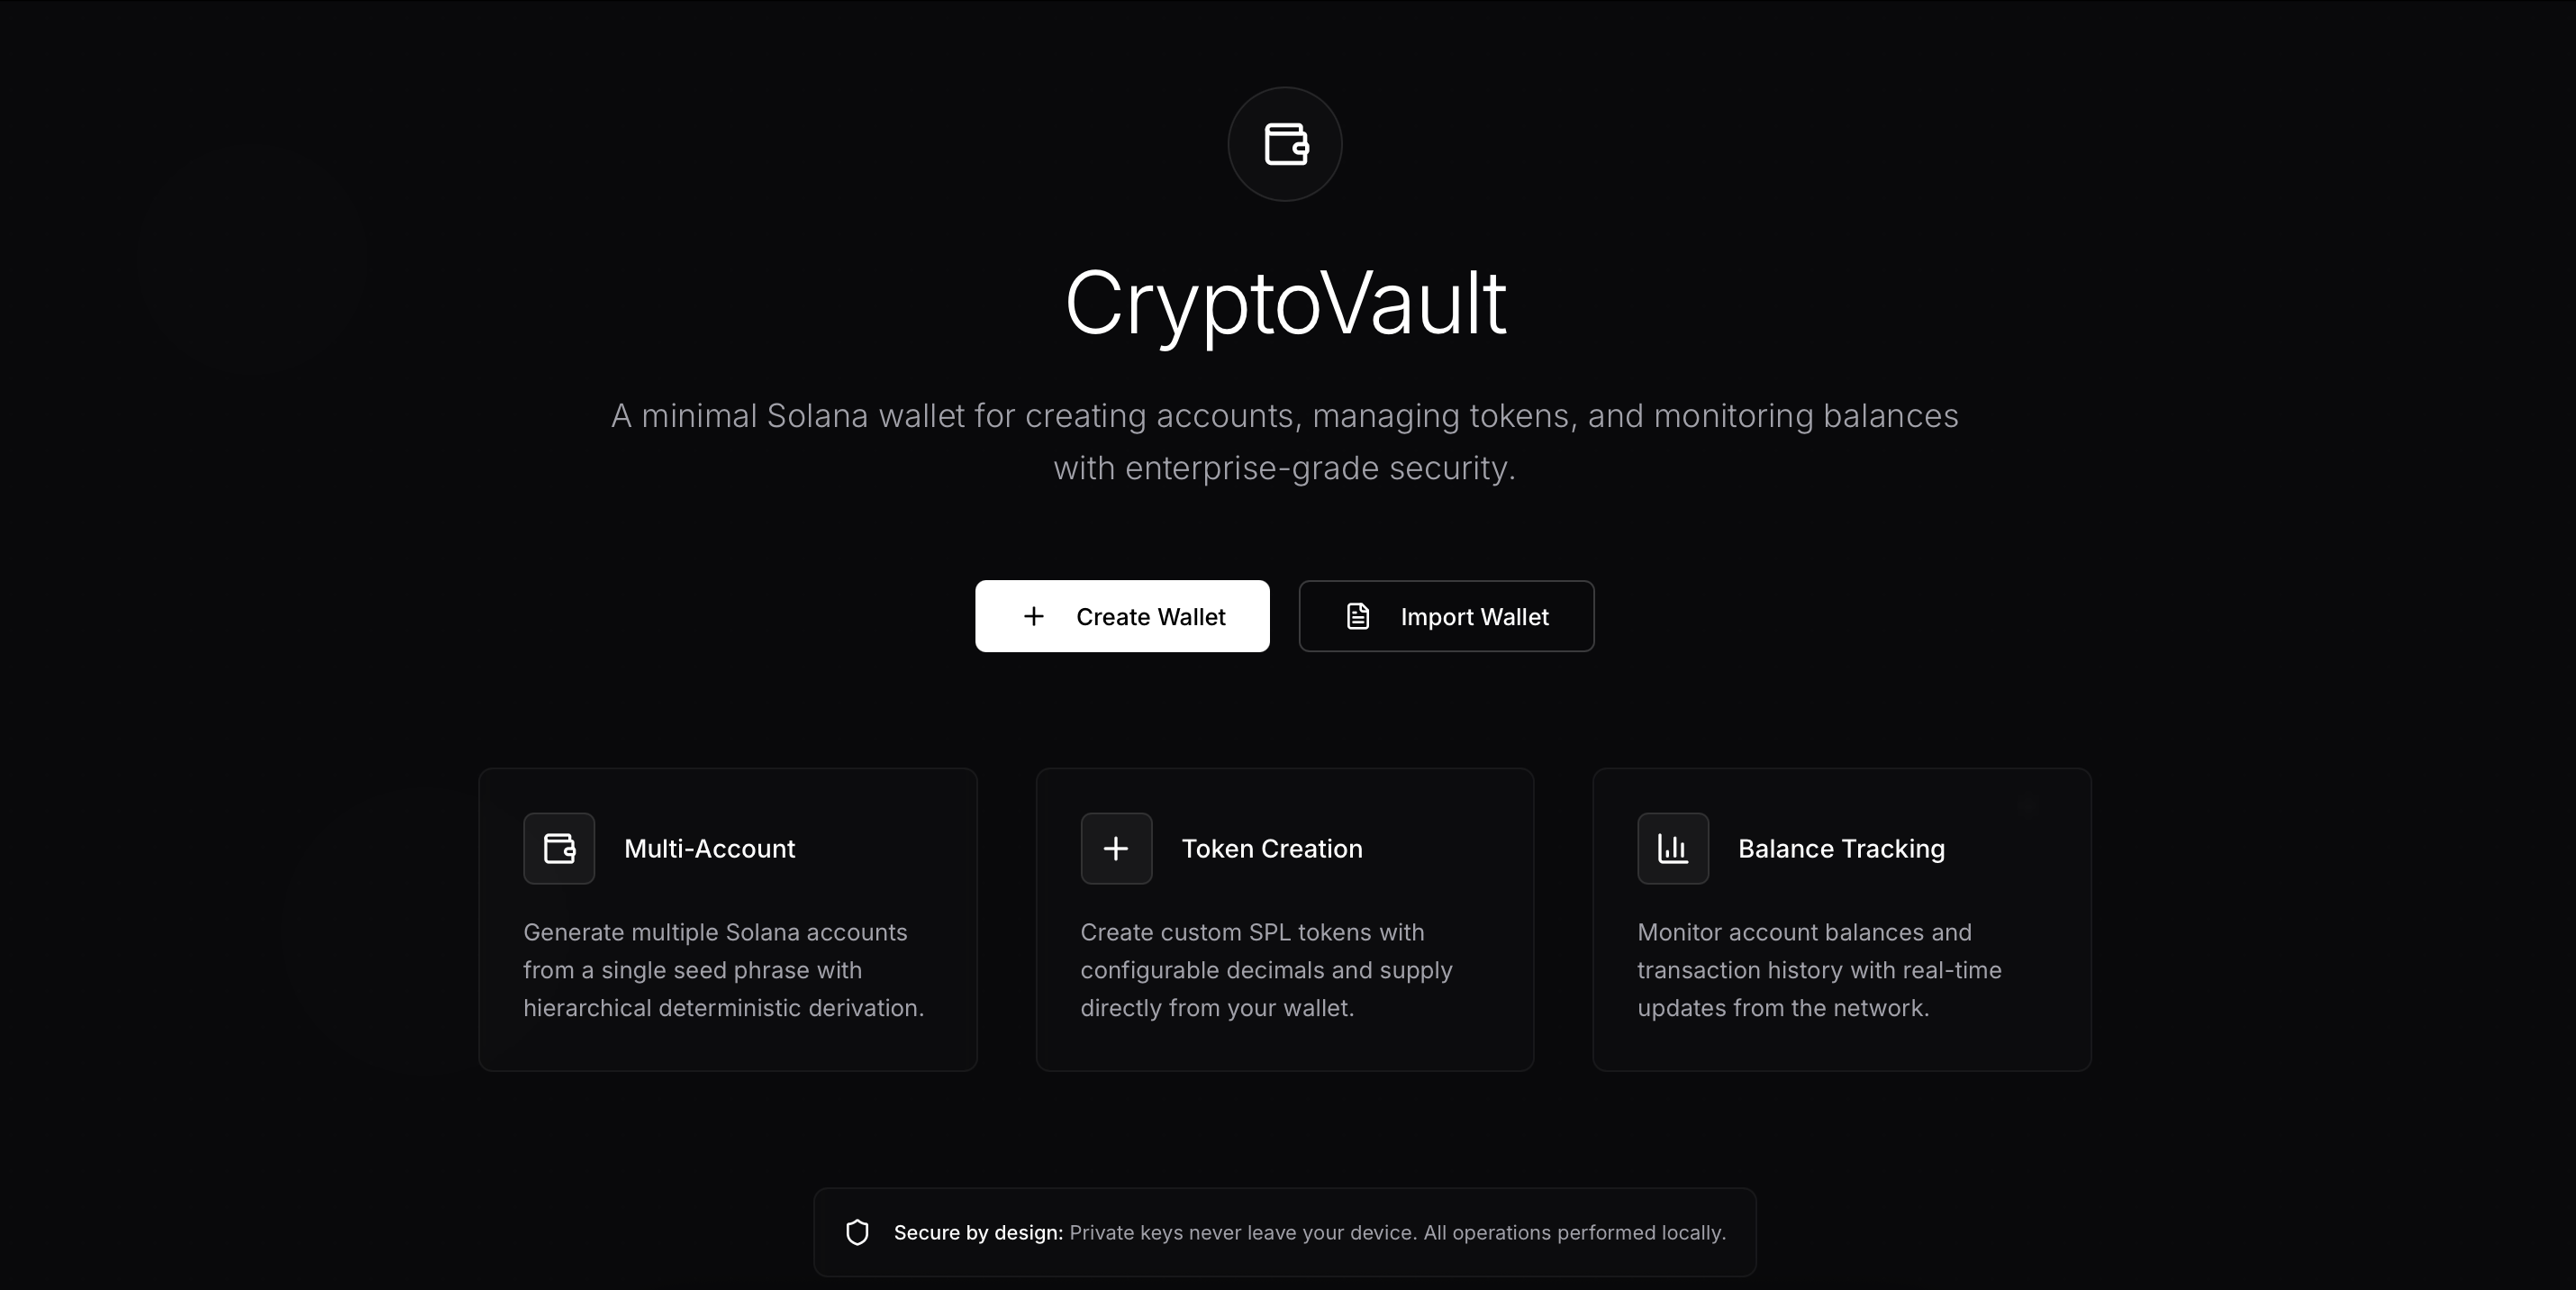 CryptoVault
A minimal Solana wallet for creating accounts, managing tokens, and monitoring balances
with enterprise-grade security.
Create Wallet
Import Wallet
Multi-Account
Generate multiple Solana accounts
from a single seed phrase with
hierarchical deterministic derivation.
Token Creation
Create custom SPL tokens with
configurable decimals and supply
directly from your wallet.
Balance Tracking
Monitor account balances and
transaction history with real-time
updates from the network.
Secure by design: Private keys never leave your device. All operations performed locally.